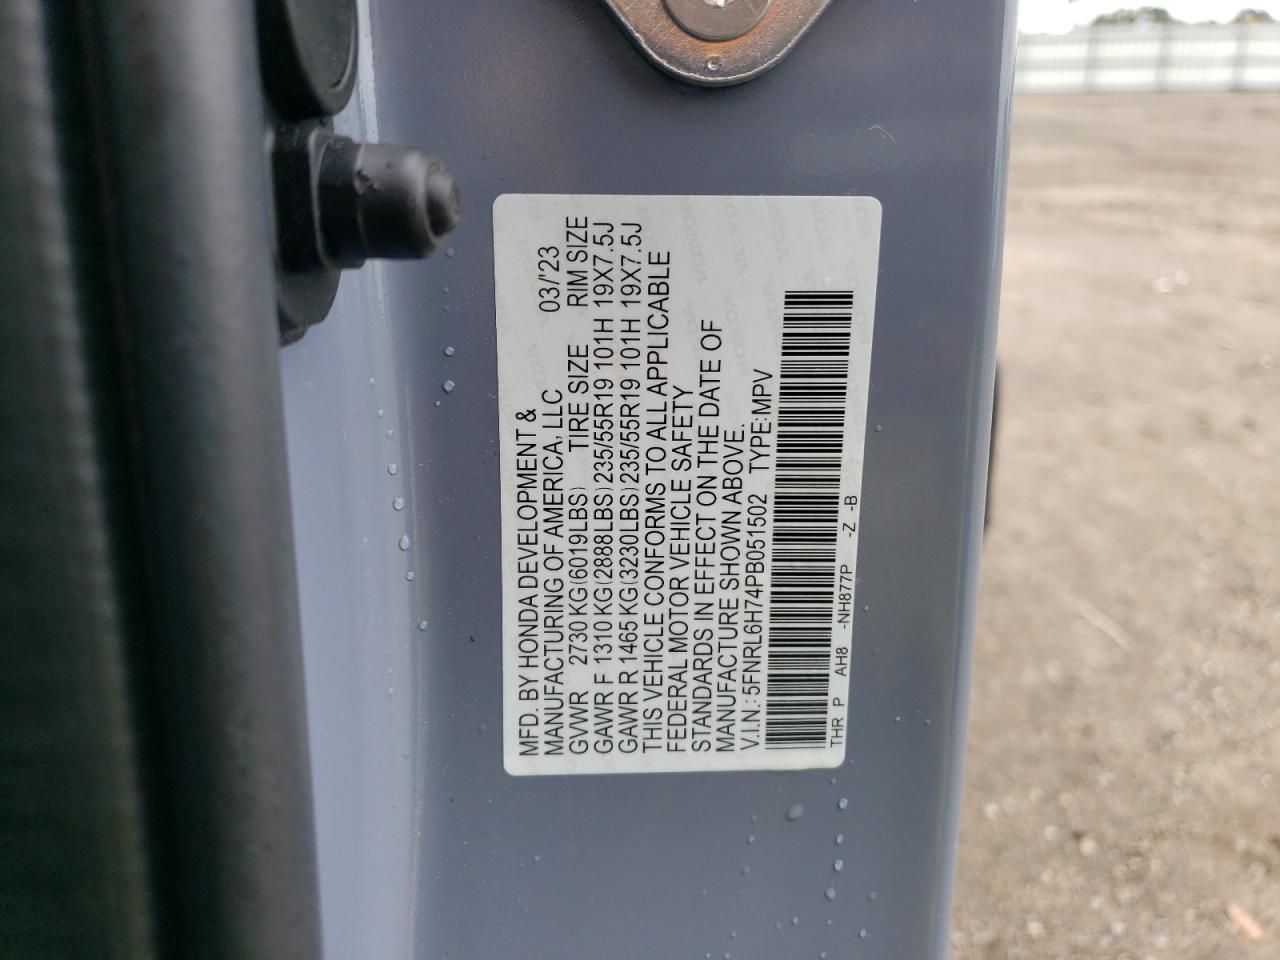 MFD. BY HONDA DEVELOPMENT &
MANUFACTURING OF AMERICA, LLC 03/'23
GVWR 2730 KG(6019LBS) TIRE SIZE RIM SIZE
GAWR F 1310 KG(2888LBS) 235/55R19 101H 19X7.5J
GAWR R 1465 KG(3230LBS) 235/55R19 101H 19X7.5J
THIS VEHICLE CONFORMS TO ALL APPLICABLE
FEDERAL MOTOR VEHICLE SAFETY
STANDARDS IN EFFECT ON THE DATE OF
MANUFACTURE SHOWN ABOVE.
V.I.N.: 5FNRL6H74PB051502 TYPE: MPV
THR P AH8 -NH877P -Z -B